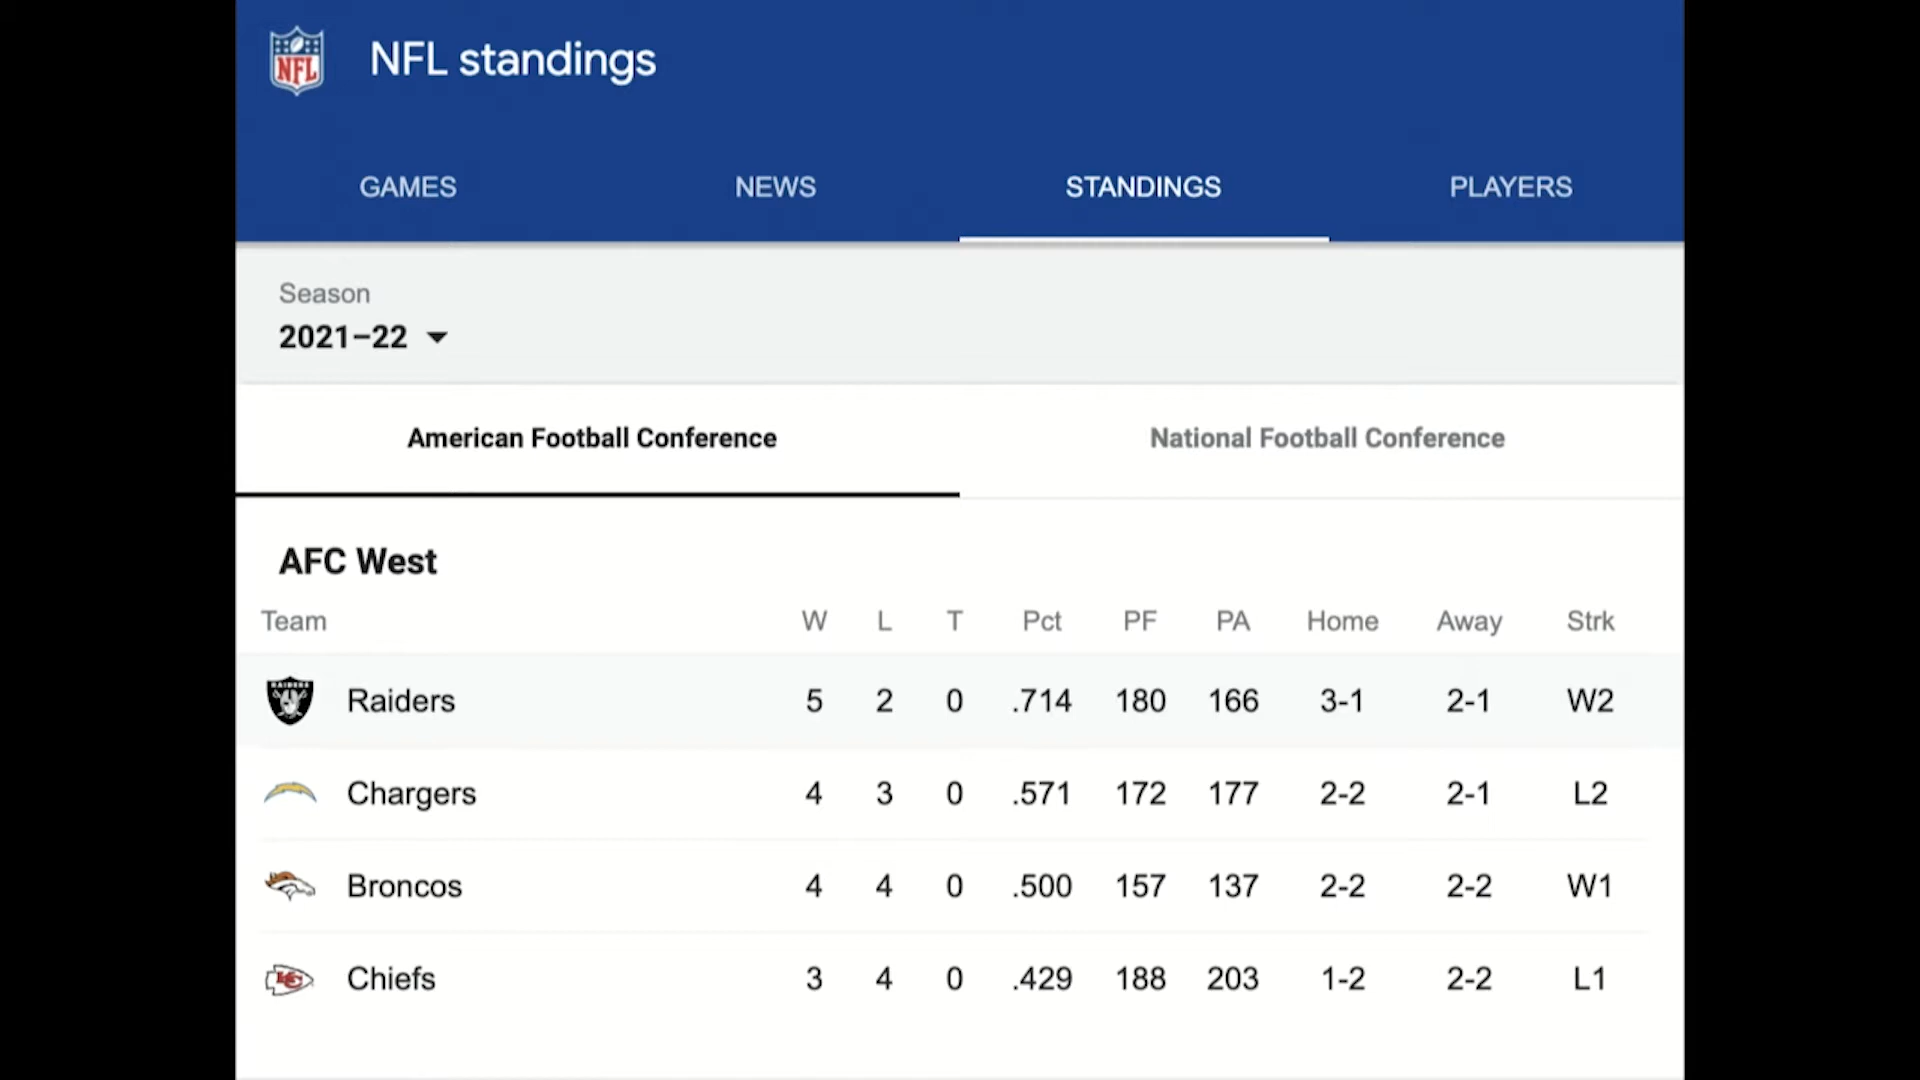 NFL
NFL standings
GAMES NEWS STANDINGS PLAYERS
Season
2021–22
American Football Conference National Football Conference
AFC West
Team W L T Pct PF PA Home Away Strk
RAIDERS
Raiders 5 2 0 .714 180 166 3-1 2-1 W2
Chargers 4 3 0 .571 172 177 2-2 2-1 L2
Broncos 4 4 0 .500 157 137 2-2 2-2 W1
KC
Chiefs 3 4 0 .429 188 203 1-2 2-2 L1